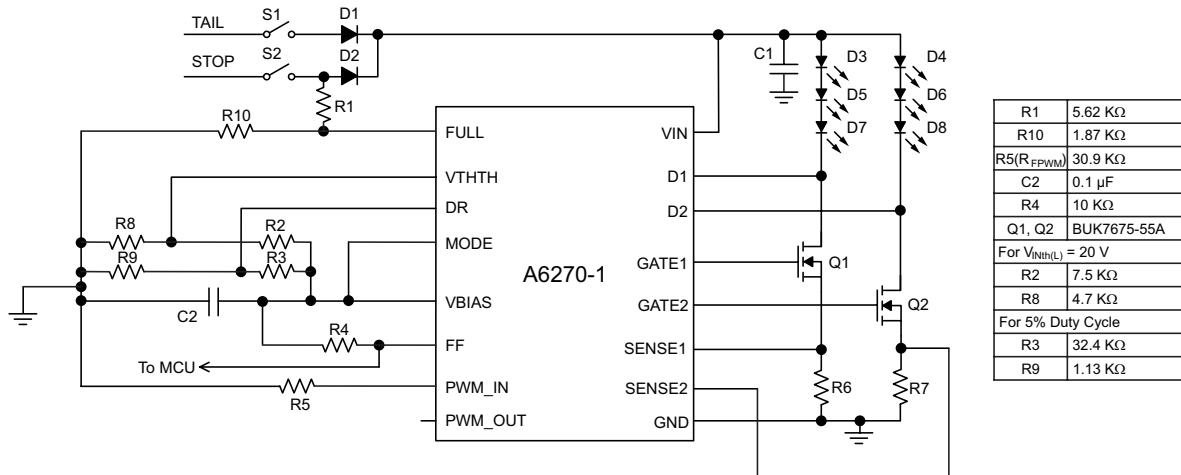 TAIL
S1
D1
STOP
S2
D2
R1
C1
D3
D4
D5
D6
D7
D8
R10
FULL
VIN
VTHTH
D1
DR
D2
R8
R2
MODE
R9
R3
A6270-1
GATE1
Q1
VBIAS
GATE2
Q2
C2
R4
FF
SENSE1
To MCU
PWM_IN
SENSE2
R6
R7
R5
PWM_OUT
GND
R1 5.62 KΩ
R10 1.87 KΩ
R5(RFPWM) 30.9 KΩ
C2 0.1 µF
R4 10 KΩ
Q1, Q2 BUK7675-55A
For VINth(L) = 20 V
R2 7.5 KΩ
R8 4.7 KΩ
For 5% Duty Cycle
R3 32.4 KΩ
R9 1.13 KΩ